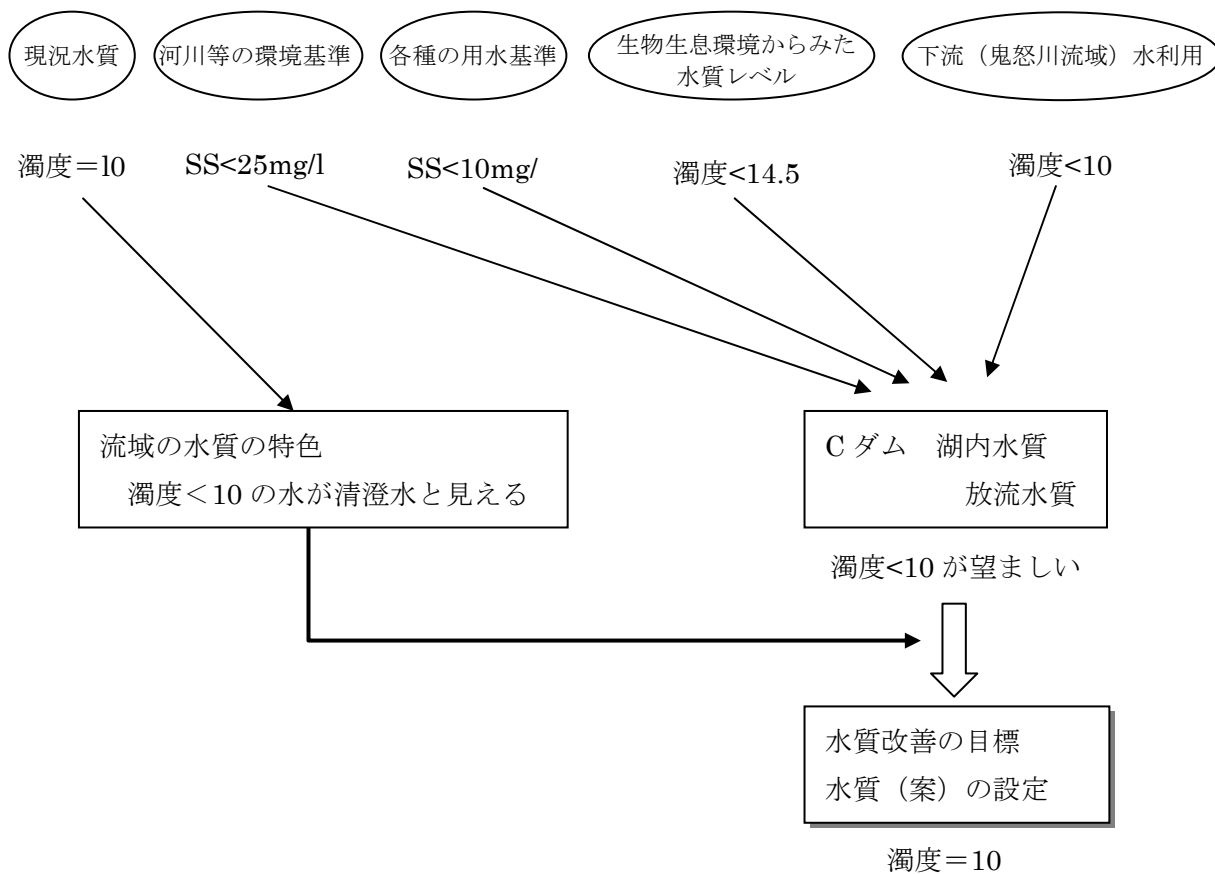 現況水質
河川等の環境基準
各種の用水基準
生物生息環境からみた
水質レベル
下流（鬼怒川流域）水利用
濁度＝l0
SS<25mg/l
SS<10mg/
濁度<14.5
濁度<10
流域の水質の特色
濁度＜10 の水が清澄水と見える
C ダム　湖内水質
放流水質
濁度<10 が望ましい
水質改善の目標
水質（案）の設定
濁度＝10